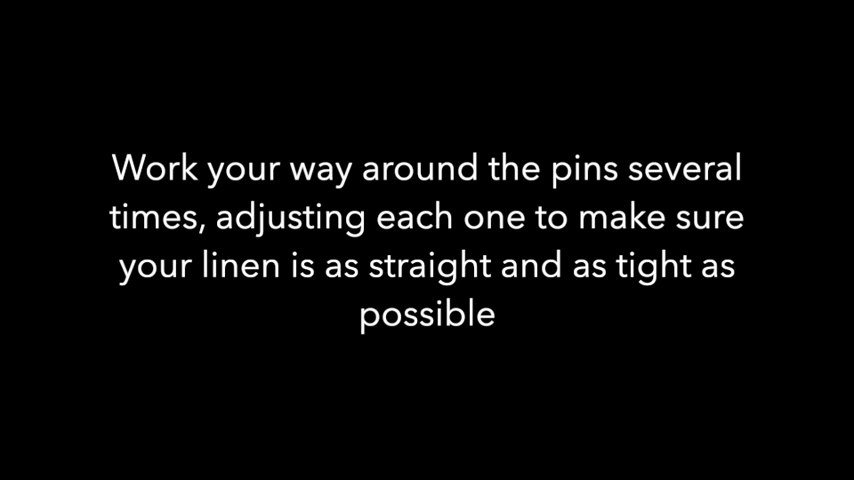 Work your way around the pins several
times, adjusting each one to make sure
your linen is as straight and as tight as
possible